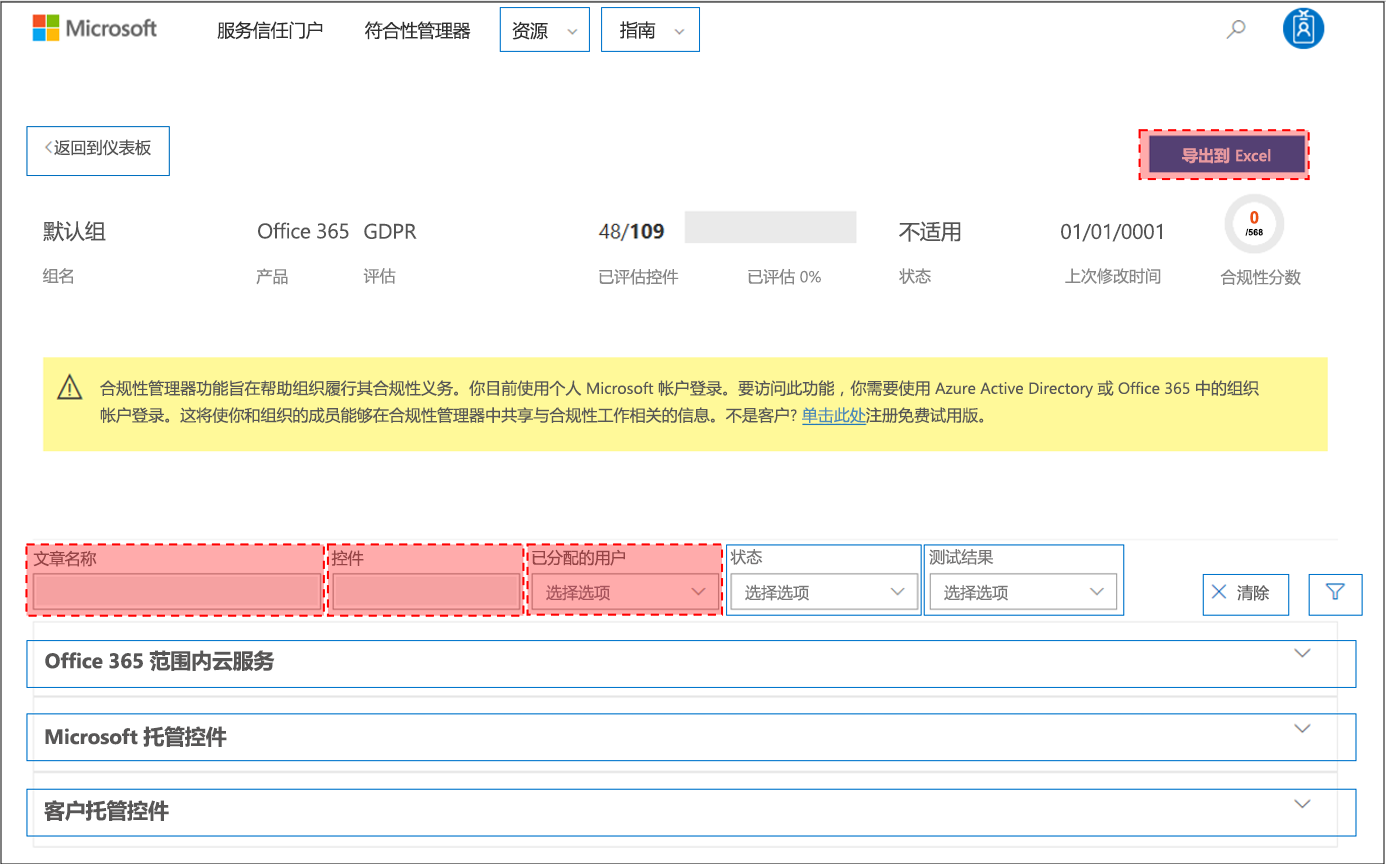 Microsoft 服务信任门户 符合性管理器 资源 指南
返回到仪表板
导出到 Excel
默认组 Office 365 GDPR 48/109 不适用 01/01/0001 0 /568
组名 产品 评估 已评估控件 已评估 0% 状态 上次修改时间 合规性分数
合规性管理器功能旨在帮助组织履行其合规性义务。你目前使用个人 Microsoft 帐户登录。要访问此功能，你需要使用 Azure Active Directory 或 Office 365 中的组织
帐户登录。这将使你和组织的成员能够在合规性管理器中共享与合规性工作相关的信息。不是客户? 单击此处注册免费试用版。
文章名称 控件 已分配的用户 状态 测试结果
选择选项 选择选项 选择选项 清除
Office 365 范围内云服务
Microsoft 托管控件
客户托管控件